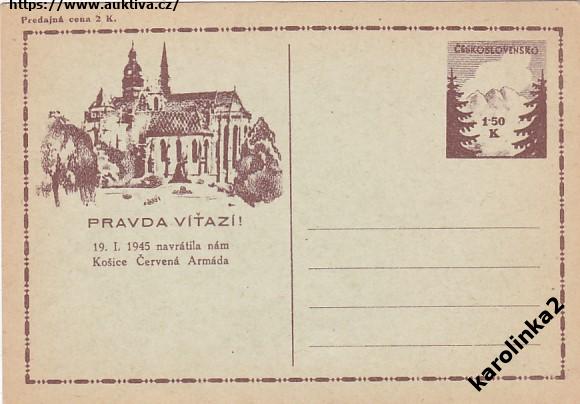 https://www.auktiva.cz/
Predajná cena 2 K.
ČESKOSLOVENSKO
1·50
K
PRAVDA VÍŤAZÍ!
19. I. 1945 navrátila nám
Košice Červená Armáda
karolinka2